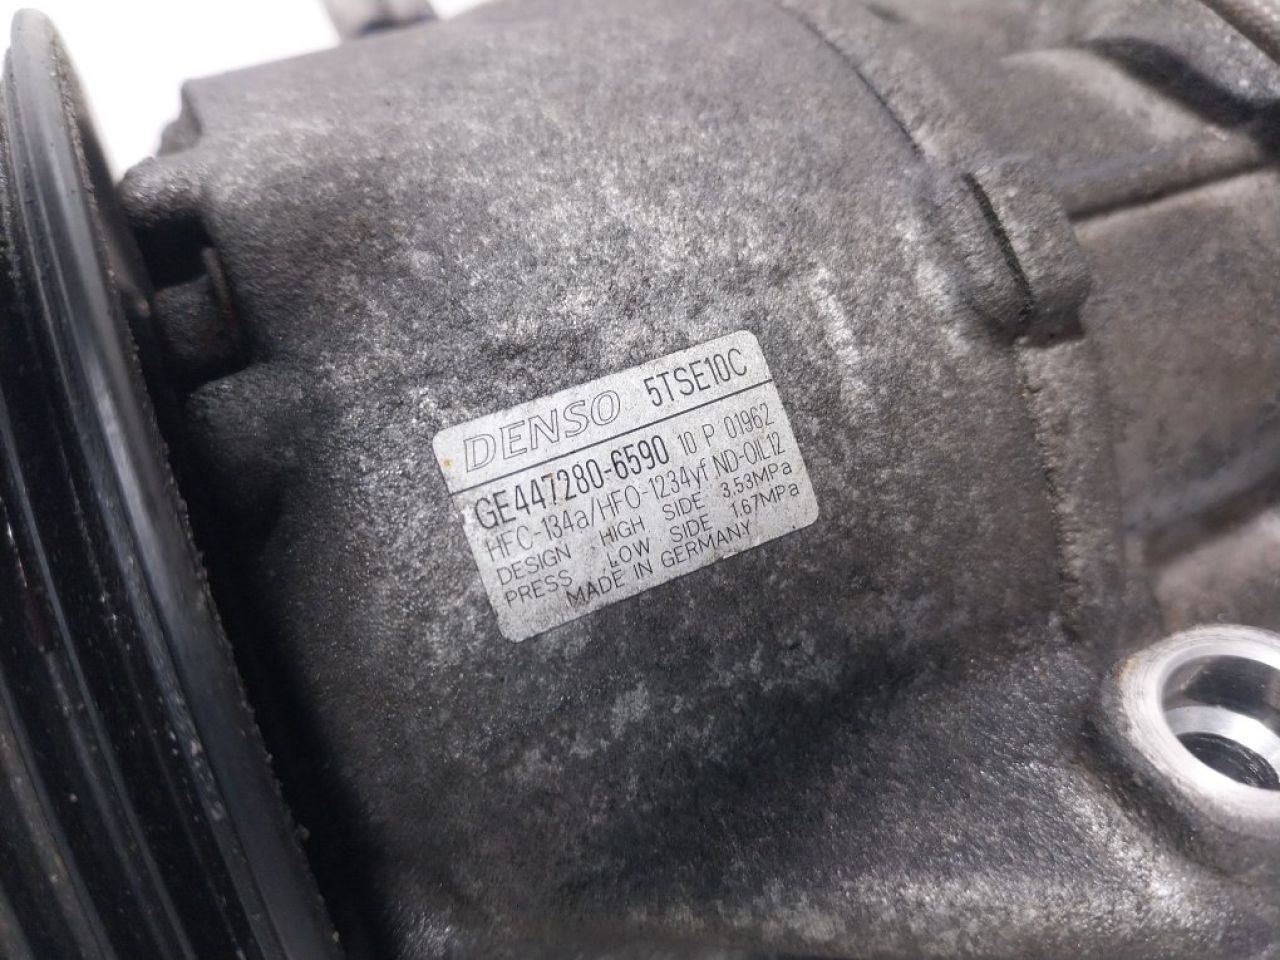 DENSO 5TSE10C
GE447280-6590 10 P 01962
HFC-134a/HFO-1234yf ND-OIL12
DESIGN HIGH SIDE 3.53MPa
PRESS LOW SIDE 1.67MPa
MADE IN GERMANY